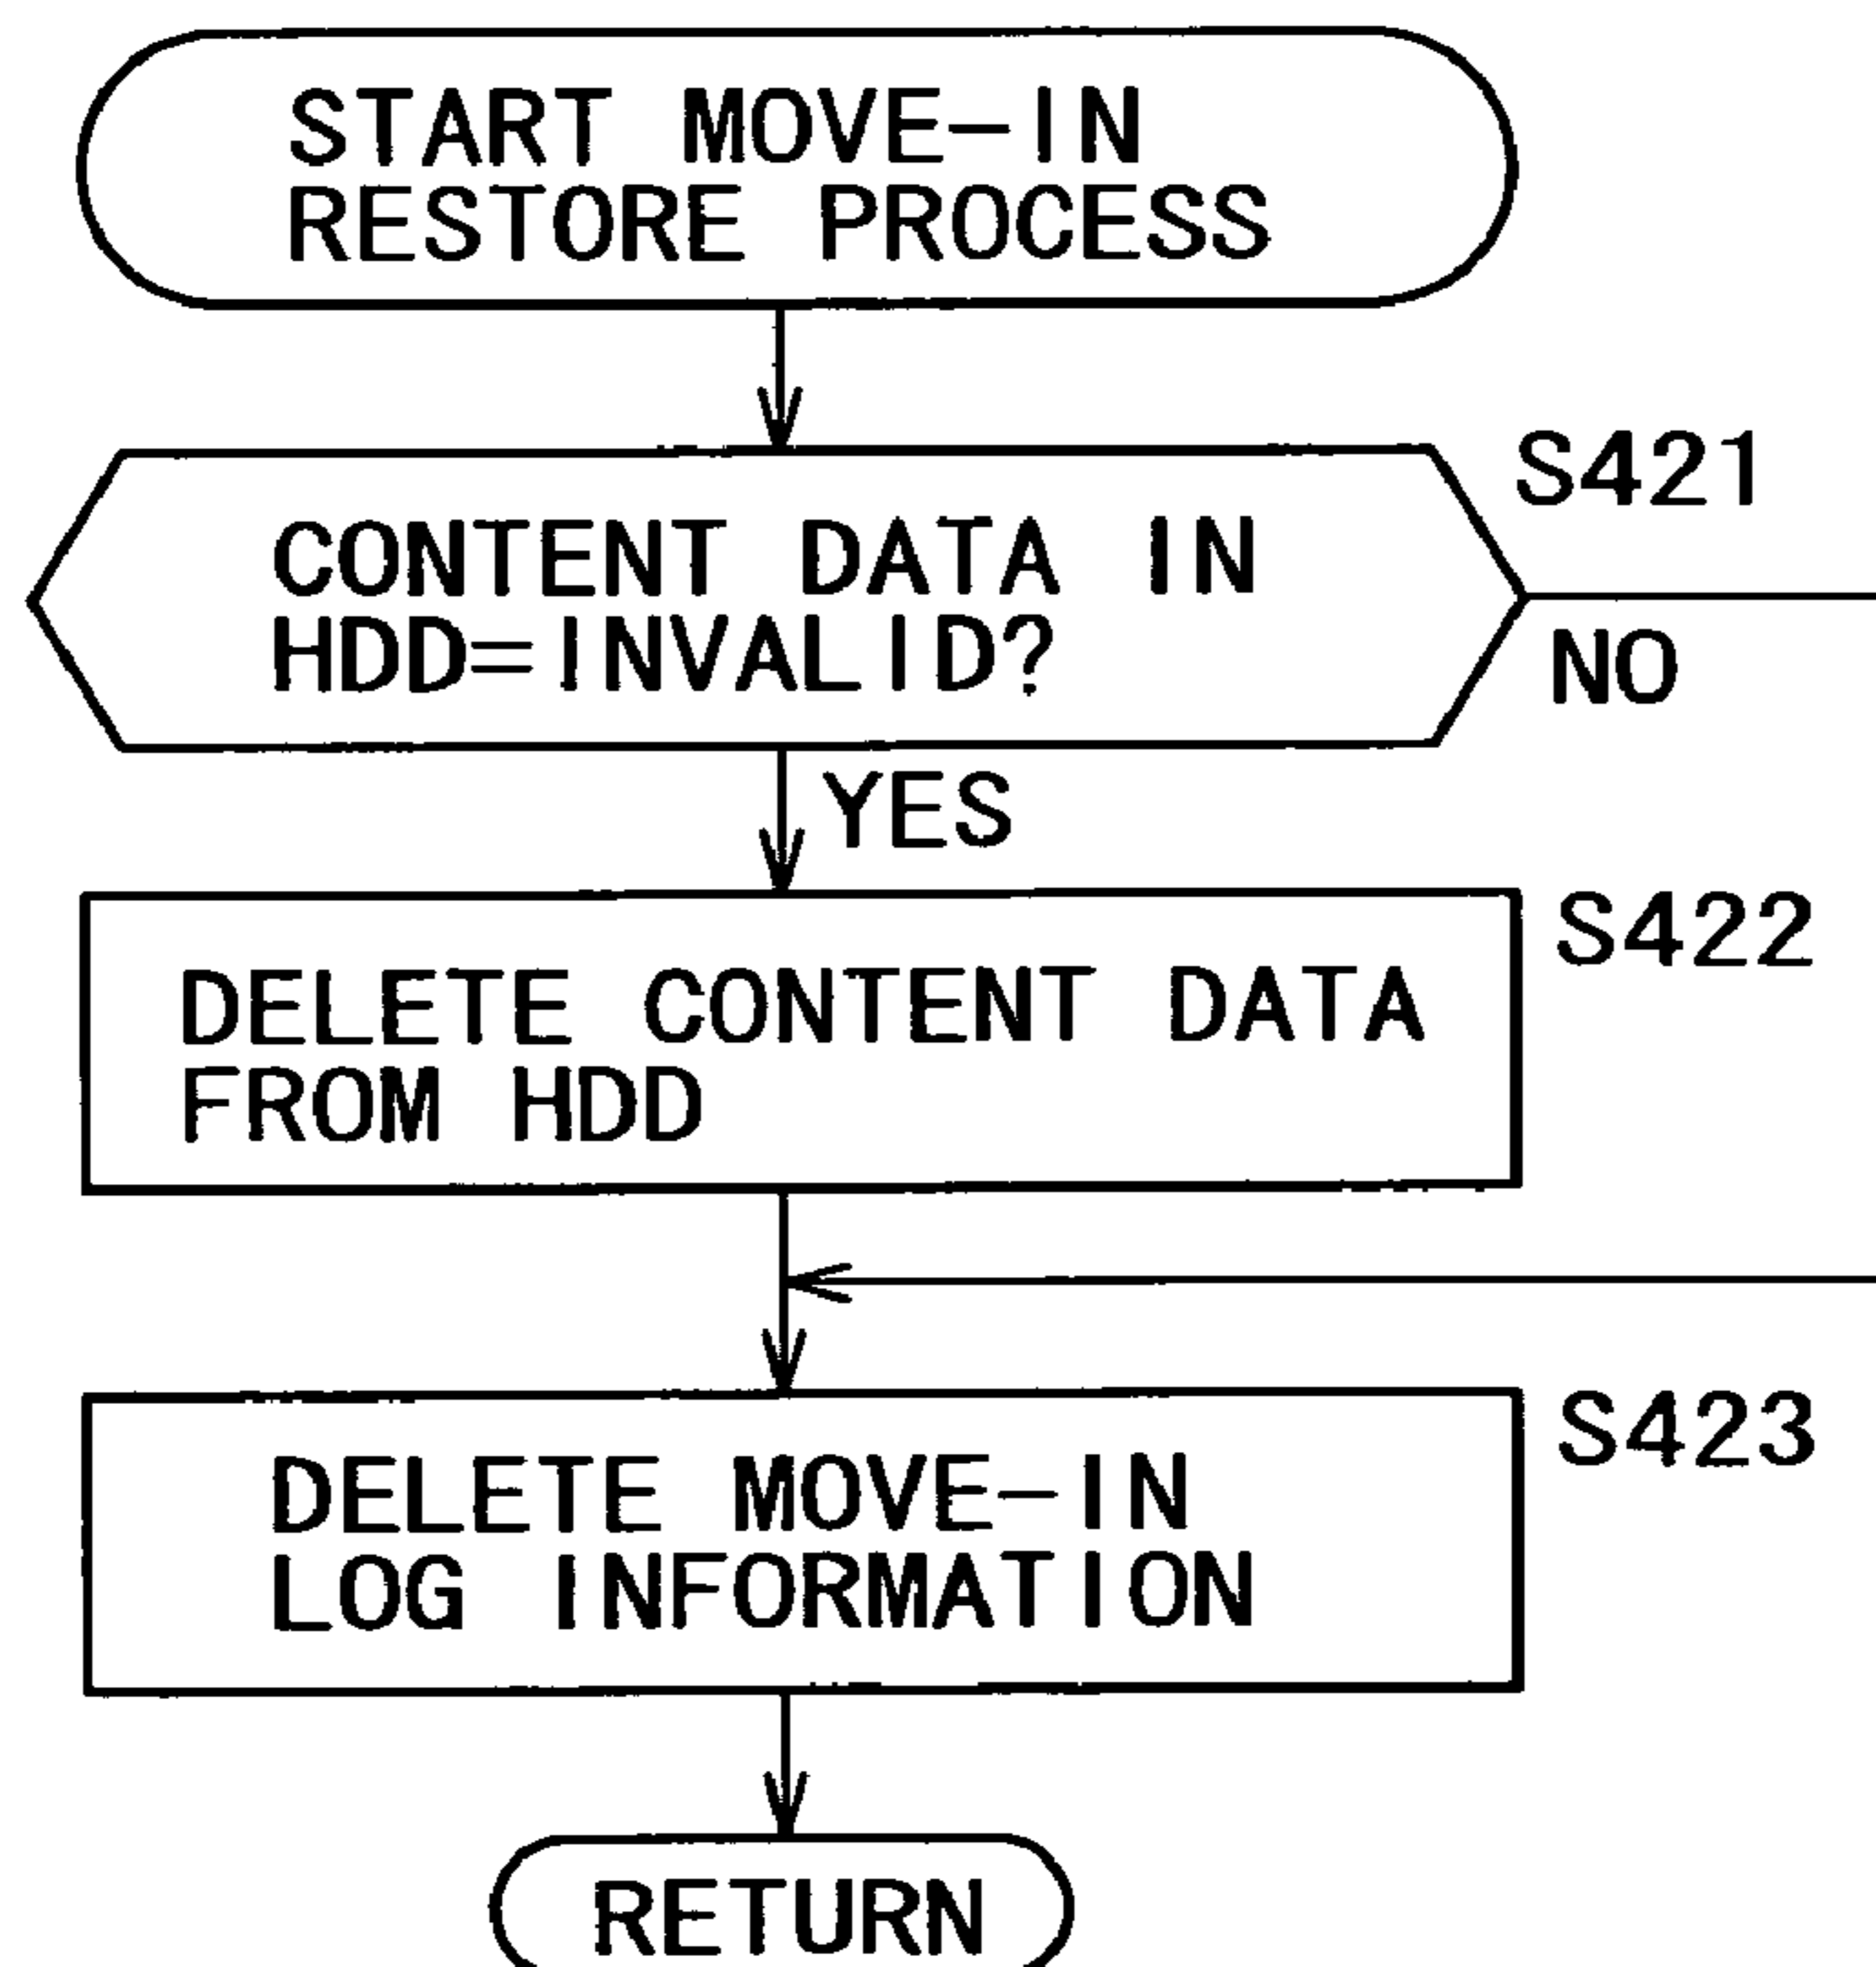 START MOVE-IN
RESTORE PROCESS
S421
CONTENT DATA IN
HDD=INVALID?
NO
YES
S422
DELETE CONTENT DATA
FROM HDD
S423
DELETE MOVE-IN
LOG INFORMATION
RETURN